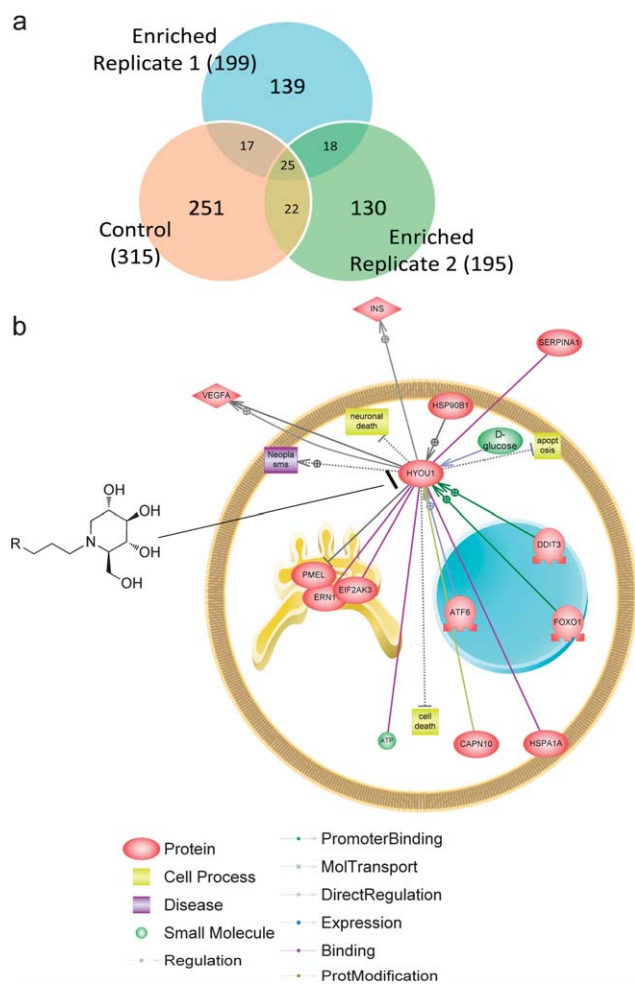 a
Enriched
Replicate 1 (199)
139
17
18
25
251
22
130
Control
(315)
Enriched
Replicate 2 (195)
b
INS
SERPINA1
VEGFA
neuronal
death
HSP90B1
D-
glucose
apopt
osis
Neopla
sms
HYOU1
OH
OH
R
N
OH
OH
DDIT3
PMEL
ERN1
EIF2AK3
ATF6
FOXO1
cell
death
ATP
CAPN10
HSPA1A
Protein
Cell Process
Disease
Small Molecule
Regulation
PromoterBinding
MolTransport
DirectRegulation
Expression
Binding
ProtModification